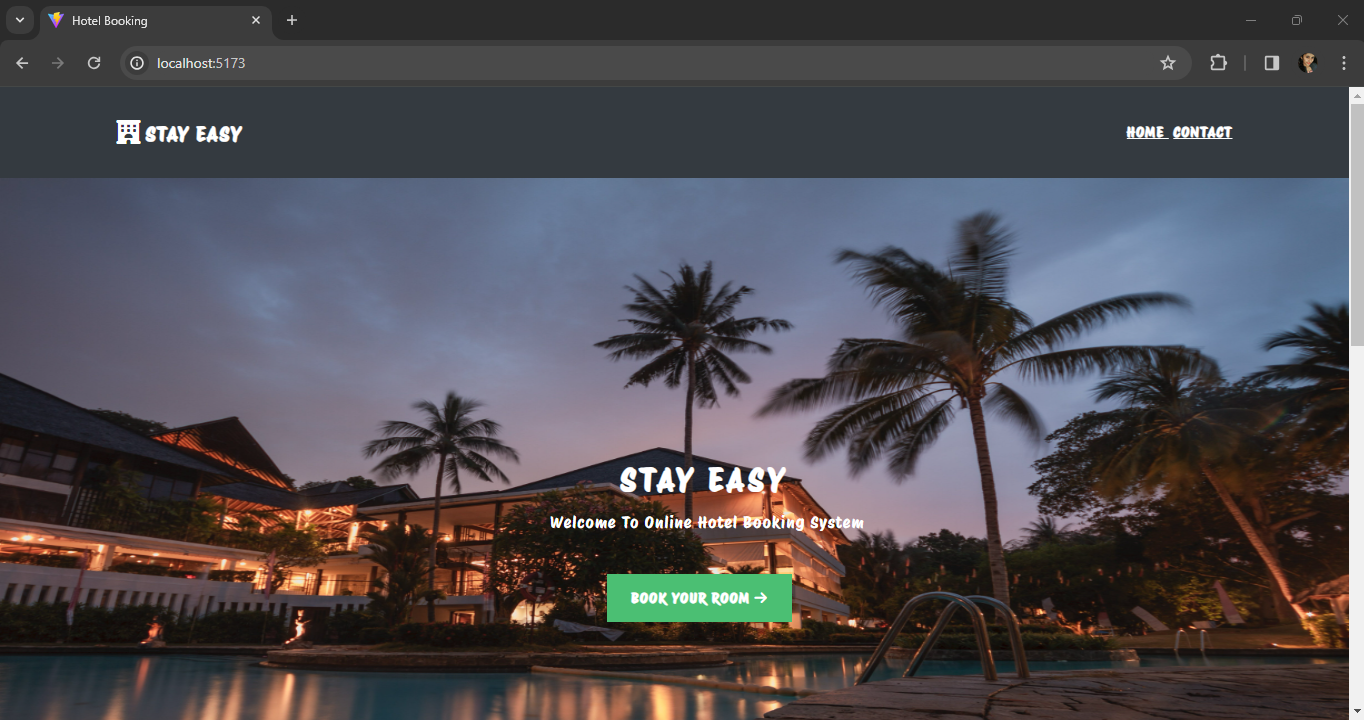 Hotel Booking
localhost:5173
STAY EASY
HOME CONTACT
STAY EASY
Welcome To Online Hotel Booking System
BOOK YOUR ROOM →